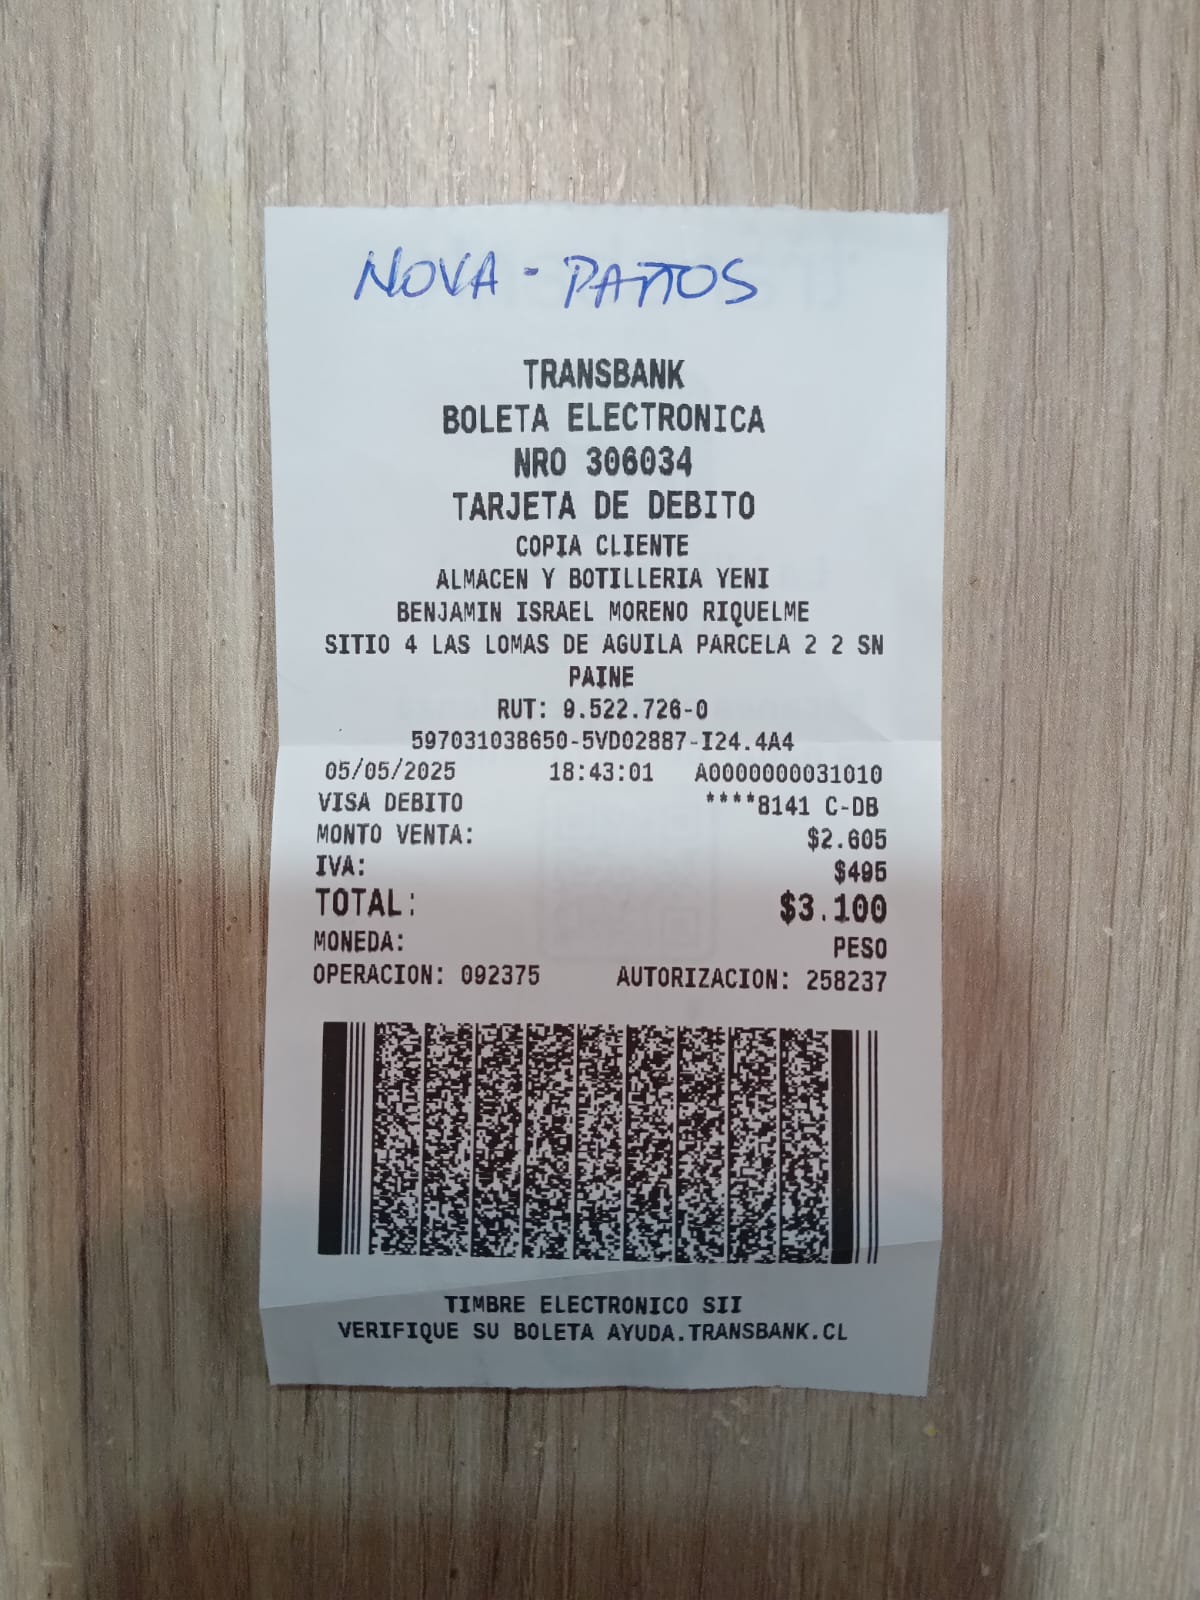 NOVA - PATTOS
TRANSBANK
BOLETA ELECTRONICA
NRO 306034
TARJETA DE DEBITO
COPIA CLIENTE
ALMACEN Y BOTILLERIA YENI
BENJAMIN ISRAEL MORENO RIQUELME
SITIO 4 LAS LOMAS DE AGUILA PARCELA 2 2 SN
PAINE
RUT: 9.522.726-0
597031038650-5VD02887-I24.4A4
05/05/2025 18:43:01 A0000000031010
VISA DEBITO ****8141 C-DB
MONTO VENTA: $2.605
IVA: $495
TOTAL: $3.100
MONEDA: PESO
OPERACION: 092375 AUTORIZACION: 258237
TIMBRE ELECTRONICO SII
VERIFIQUE SU BOLETA AYUDA.TRANSBANK.CL